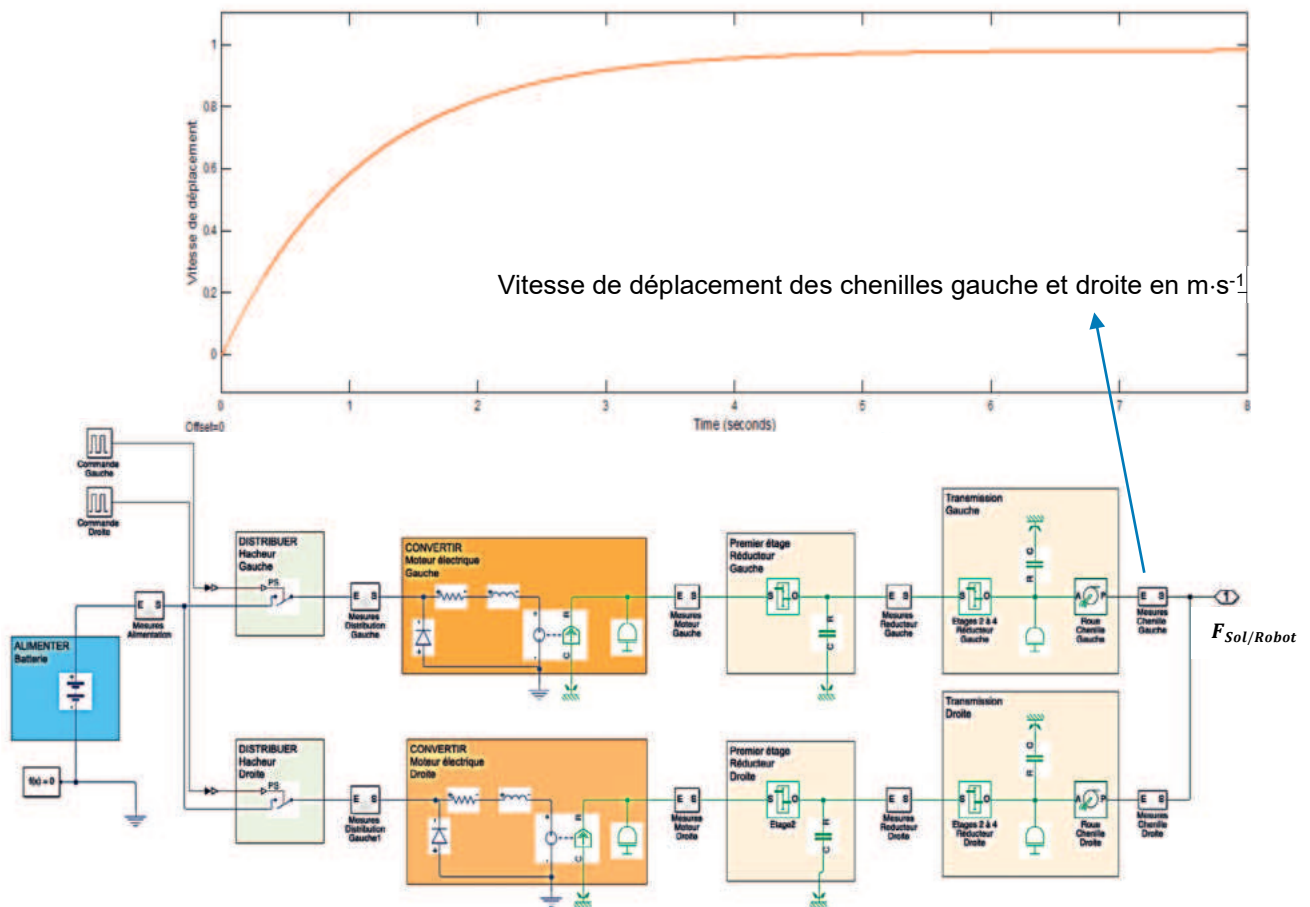 Vitesse de déplacement
1
0.8
0.6
0.4
0.2
0
Vitesse de déplacement des chenilles gauche et droite en m·s-1
0 1 2 3 4 5 6 7 8
Offset=0
Time (seconds)
Commande
Gauche
Commande
Droite
E S
Mesures
Alimentation
ALIMENTER
Batterie
f(x) = 0
DISTRIBUER
Hacheur
Gauche
PS
E S
Mesures
Distribution
Gauche
CONVERTIR
Moteur électrique
Gauche
R
C
E S
Mesures
Moteur
Gauche
Premier étage
Réducteur
Gauche
S O
R
C
E S
Mesures
Réducteur
Gauche
Transmission
Gauche
S O
Etages 2 à 4
Réducteur
Gauche
C
R
A P
Roue
Chenille
Gauche
E S
Mesures
Chenille
Gauche
1
F Sol/Robot
DISTRIBUER
Hacheur
Droite
PS
E S
Mesures
Distribution
Gauche1
CONVERTIR
Moteur électrique
Droite
R
C
E S
Mesures
Moteur
Droite
Premier étage
Réducteur
Droite
S O
Etage2
R
C
E S
Mesures
Réducteur
Droite
Transmission
Droite
S O
Etages 2 à 4
Réducteur
Droite
C
R
A P
Roue
Chenille
Droite
E S
Mesures
Chenille
Droite